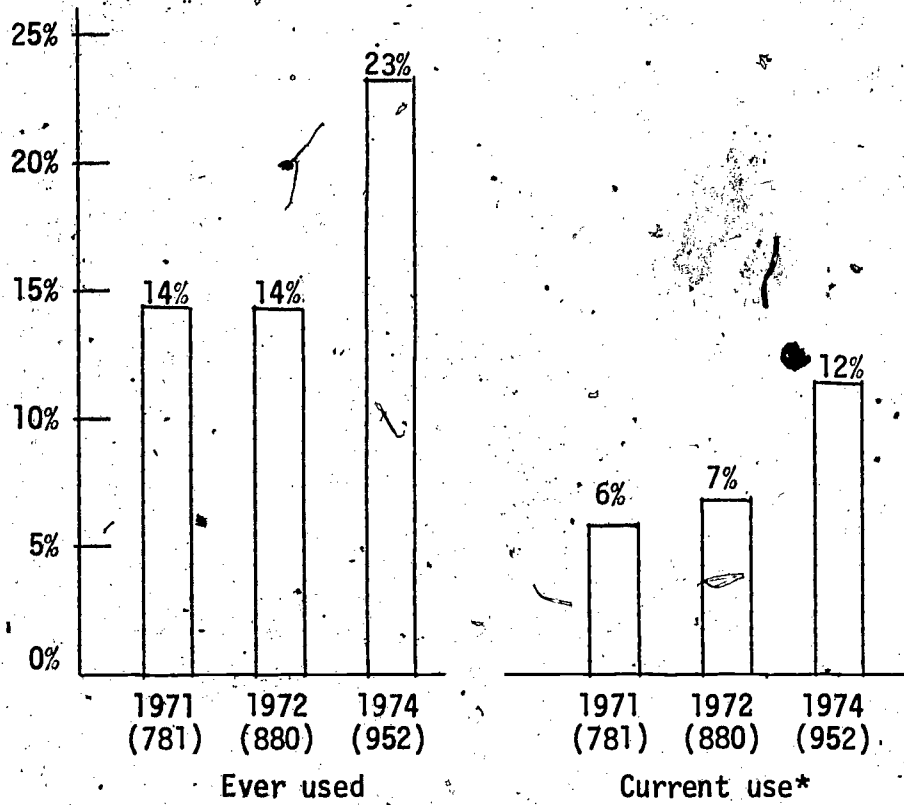 25%
20%
15%
10%
5%
0%
14%
14%
23%
6%
7%
12%
1971 1972 1974
(781) (880) (952)
Ever used
1971 1972 1974
(781) (880) (952)
Current use*